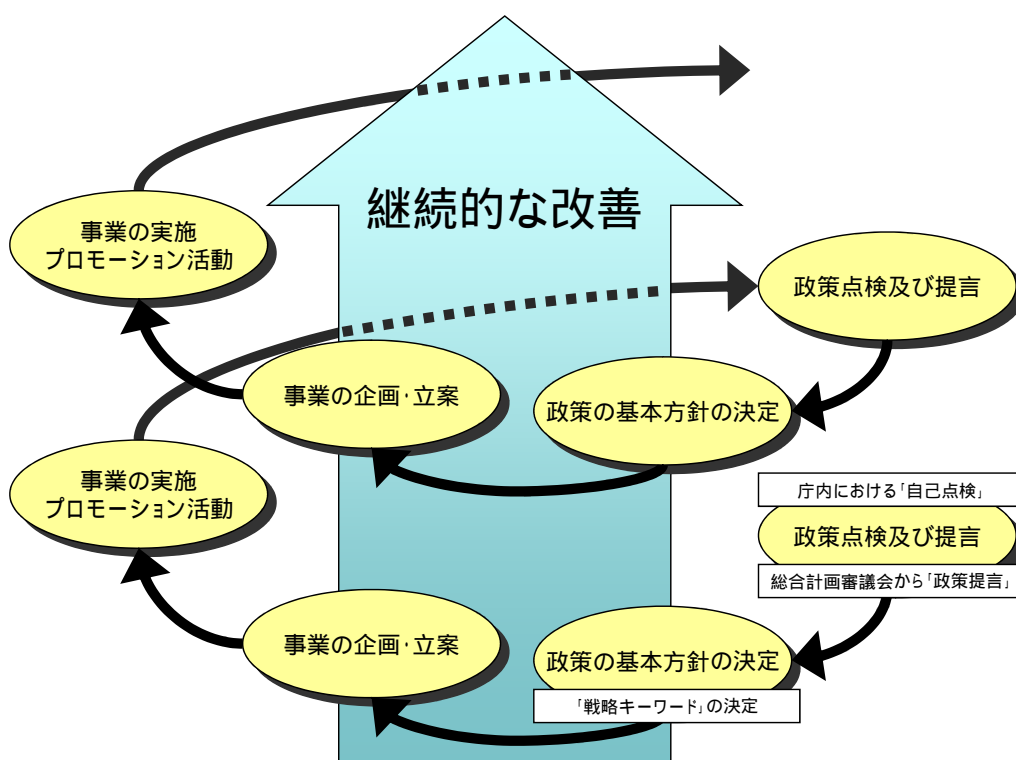 継続的な改善
事業の実施
プロモーション活動
政策点検及び提言
事業の企画・立案
政策の基本方針の決定
事業の実施
プロモーション活動
庁内における「自己点検」
政策点検及び提言
総合計画審議会から「政策提言」
事業の企画・立案
政策の基本方針の決定
「戦略キーワード」の決定